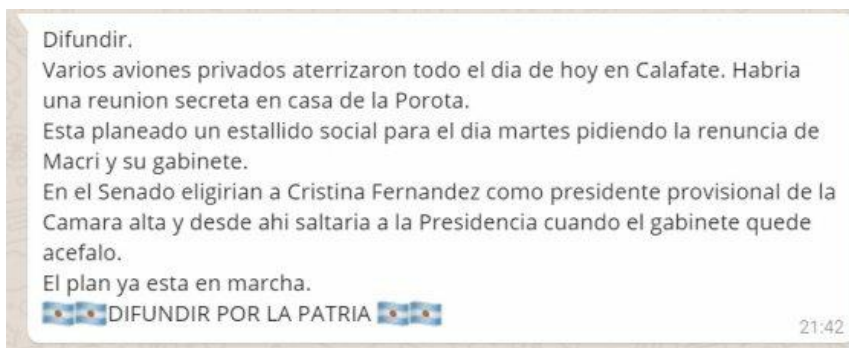 Difundir.
Varios aviones privados aterrizaron todo el dia de hoy en Calafate. Habria
una reunion secreta en casa de la Porota.
Esta planeado un estallido social para el dia martes pidiendo la renuncia de
Macri y su gabinete.
En el Senado eligirian a Cristina Fernandez como presidente provisional de la
Camara alta y desde ahi saltaria a la Presidencia cuando el gabinete quede
acefalo.
El plan ya esta en marcha.
🇦🇷🇦🇷DIFUNDIR POR LA PATRIA 🇦🇷🇦🇷
21:42